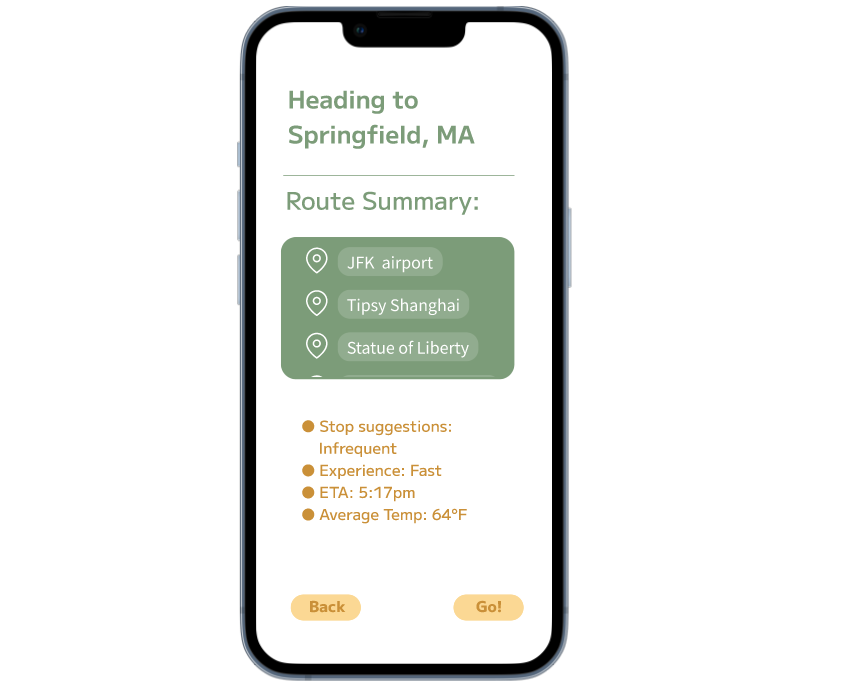 Heading to
Springfield, MA
Route Summary:
JFK airport
Tipsy Shanghai
Statue of Liberty
Stop suggestions:
Infrequent
Experience: Fast
ETA: 5:17pm
Average Temp: 64°F
Back
Go!